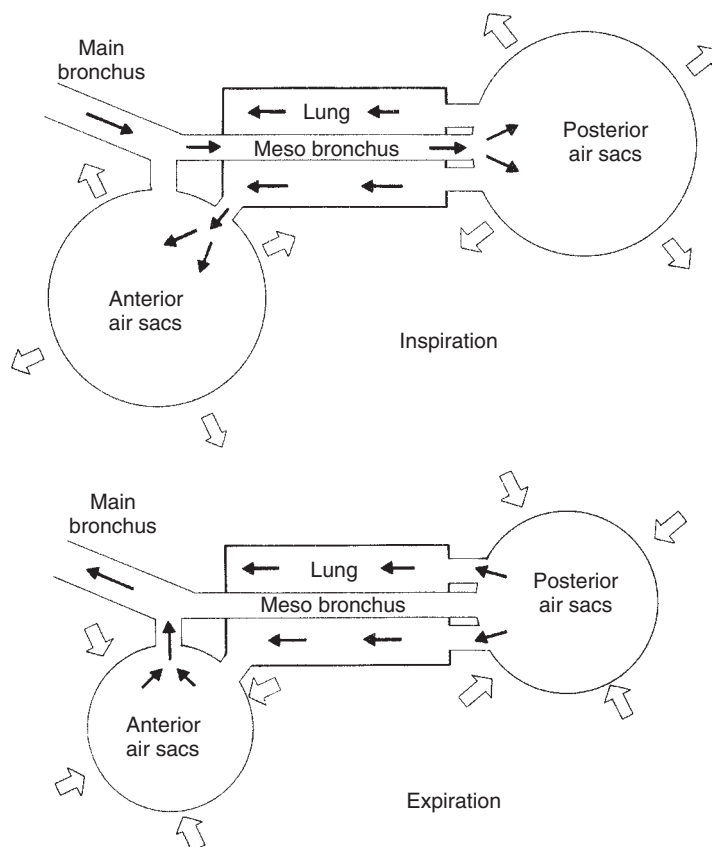 Main
bronchus
Lung
Meso bronchus
Posterior
air sacs
Anterior
air sacs
Inspiration
Main
bronchus
Lung
Meso bronchus
Posterior
air sacs
Anterior
air sacs
Expiration